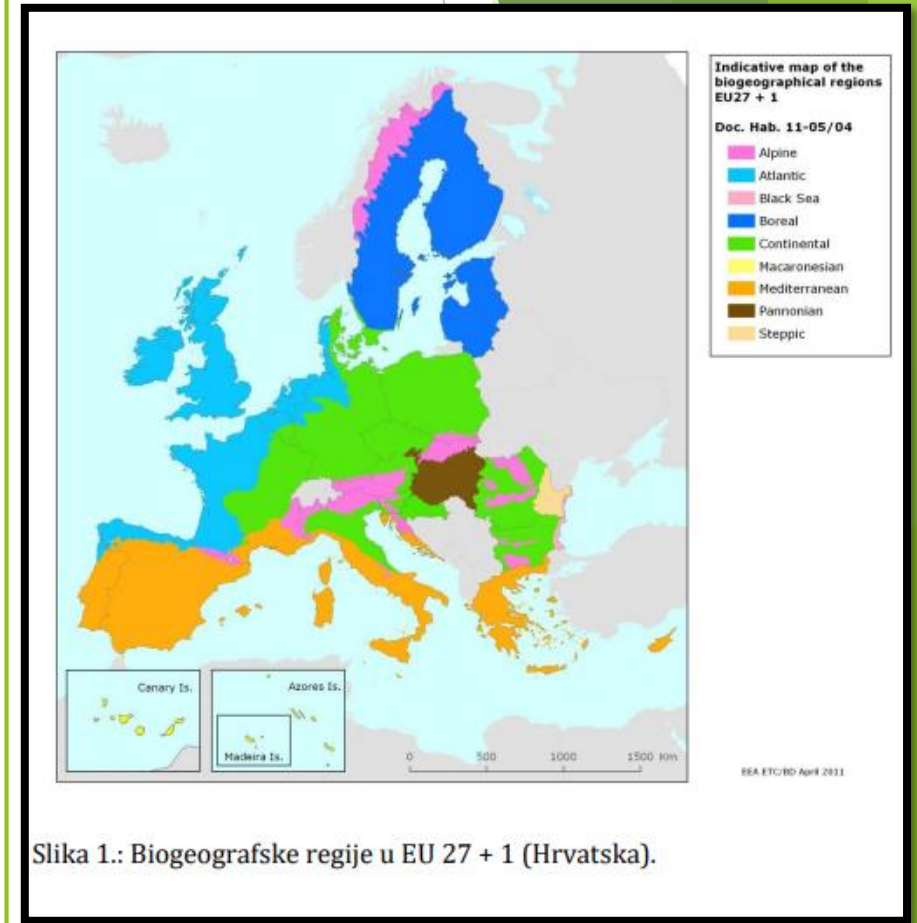 Indicative map of the
biogeographical regions
EU27 + 1
Doc. Hab. 11-05/04
Alpine
Atlantic
Black Sea
Boreal
Continental
Macaronesian
Mediterranean
Pannonian
Steppic
Canary Is.
Azores Is.
Madeira Is.
0 500 1000 1500 Km
EEA ETC/BD April 2011
Slika 1.: Biogeografske regije u EU 27 + 1 (Hrvatska).